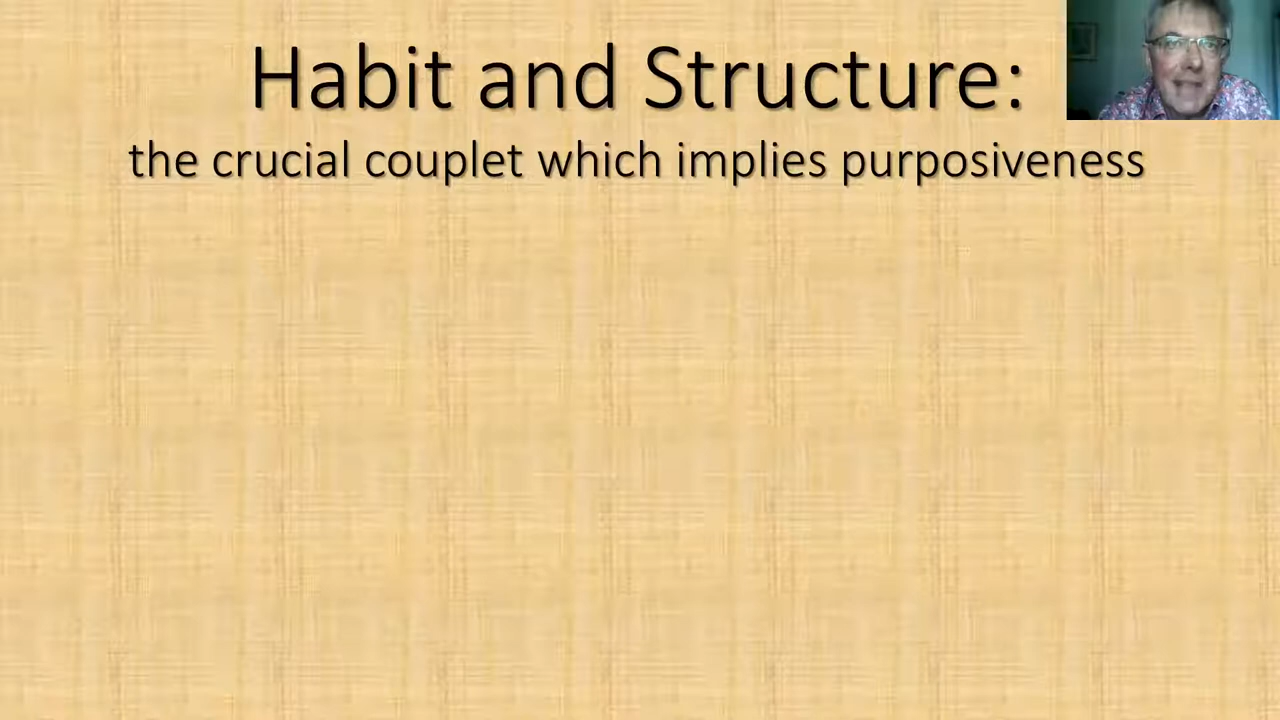 Habit and Structure:
the crucial couplet which implies purposiveness